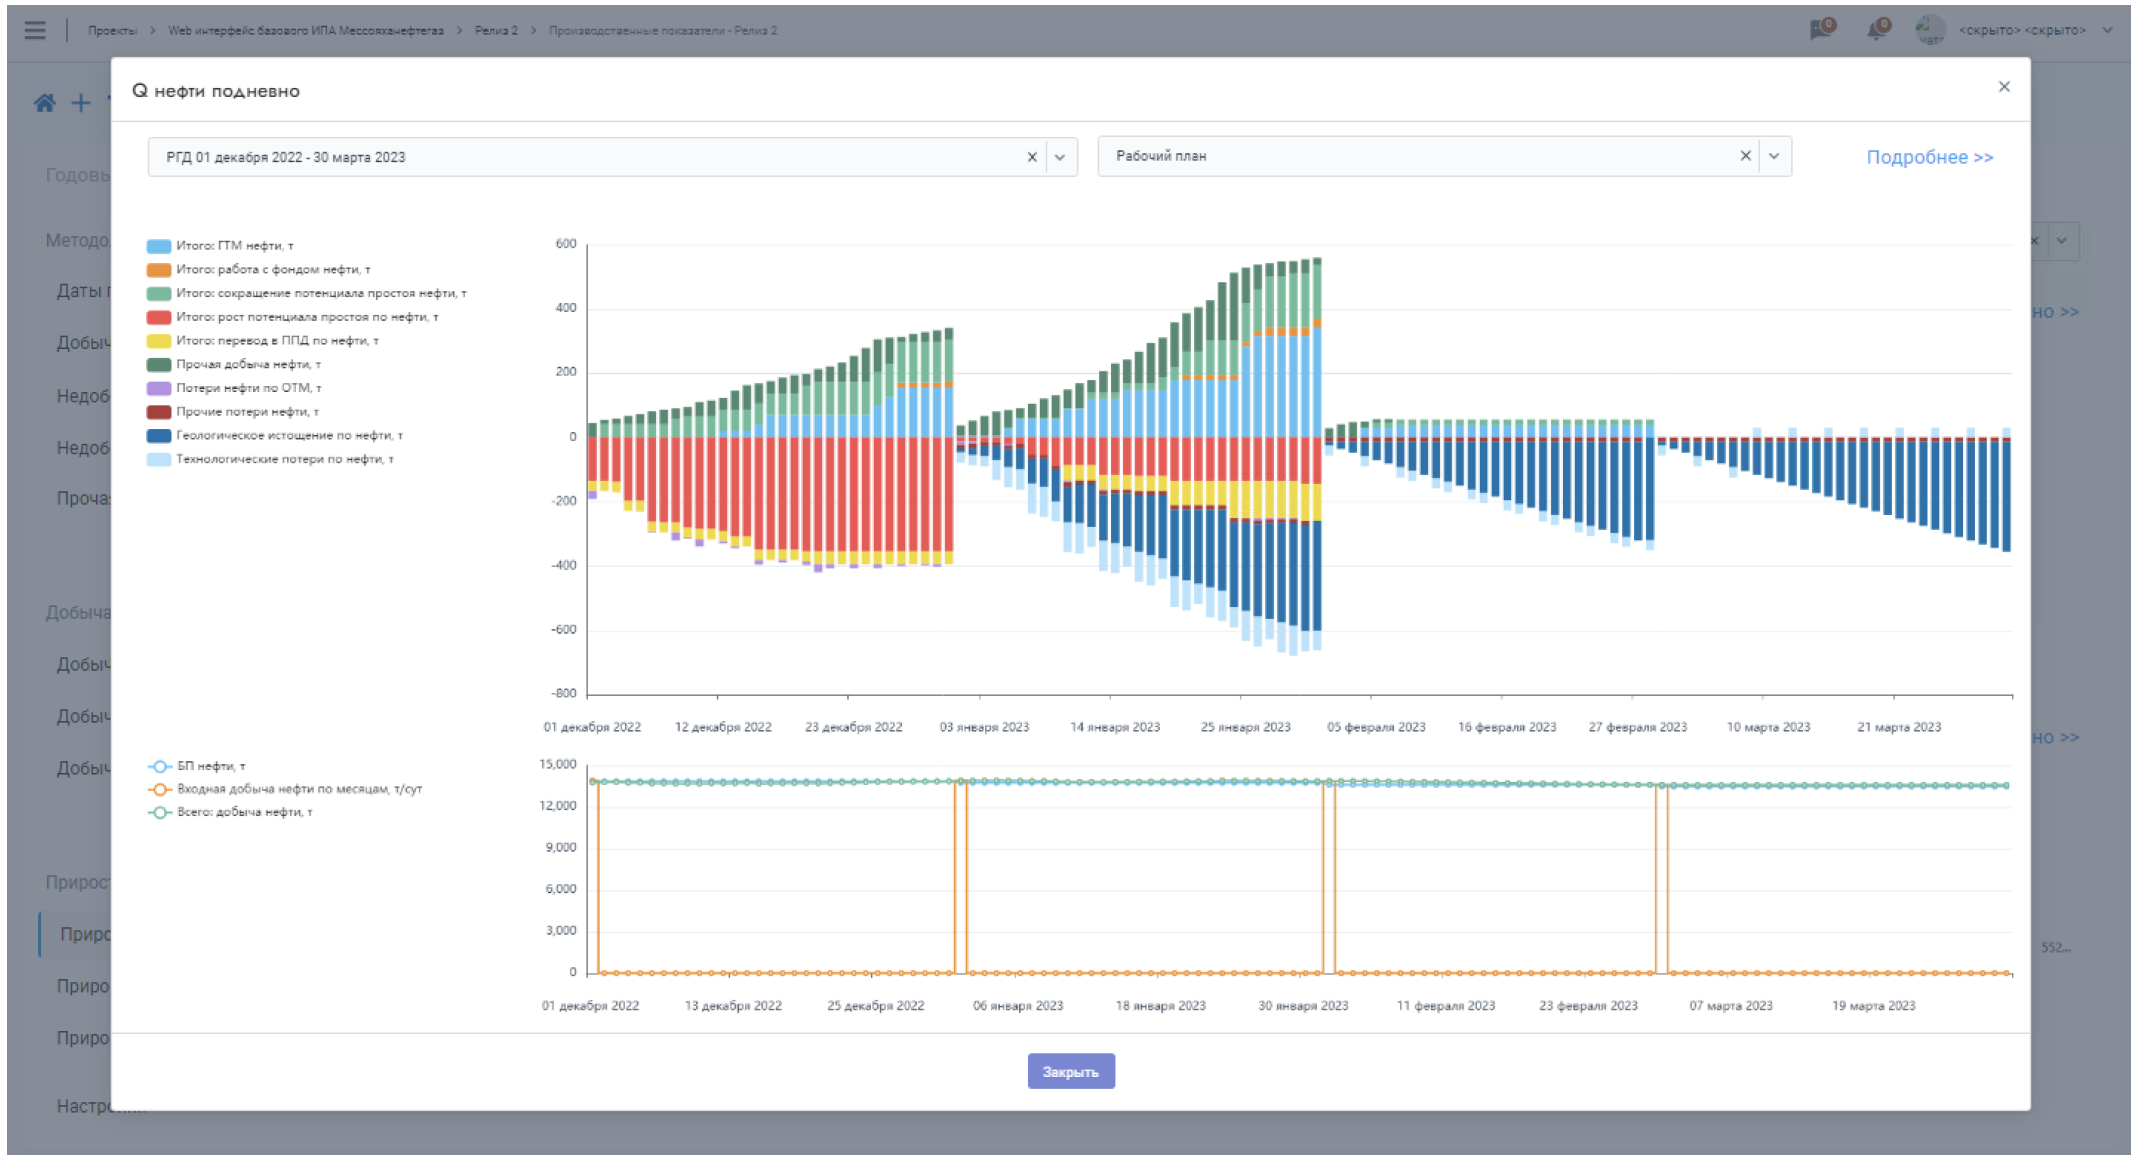 Проекты > Web интерфейс базового ИПА Мессояханефтегаз > Релиз 2 > Производственные показатели - Релиз 2
0
0
<скрыто> <скрыто>
Q нефти подневно
×
РГД 01 декабря 2022 - 30 марта 2023
Рабочий план
Подробнее >>
Итого: ГТМ нефти, т
Итого: работа с фондом нефти, т
Итого: сокращение потенциала простоя нефти, т
Итого: рост потенциала простоя по нефти, т
Итого: перевод в ППД по нефти, т
Прочая добыча нефти, т
Потери нефти по ОТМ, т
Прочие потери нефти, т
Геологическое истощение по нефти, т
Технологические потери по нефти, т
600
400
200
0
-200
-400
-600
-800
01 декабря 2022 12 декабря 2022 23 декабря 2022 03 января 2023 14 января 2023 25 января 2023 05 февраля 2023 16 февраля 2023 27 февраля 2023 10 марта 2023 21 марта 2023
БП нефти, т
Входная добыча нефти по месяцам, т/сут
Всего: добыча нефти, т
15,000
12,000
9,000
6,000
3,000
0
01 декабря 2022 13 декабря 2022 25 декабря 2022 06 января 2023 18 января 2023 30 января 2023 11 февраля 2023 23 февраля 2023 07 марта 2023 19 марта 2023
Закрыть
Годовы
Методо
Даты г
Добыч
Недоб
Недоб
Проча
Добыча
Добыч
Добыч
Добыч
Прирос
Прирс
Приро
Приро
но >>
но >>
552...